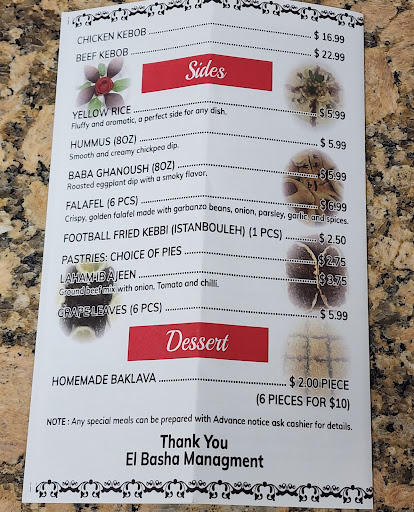 CHICKEN KEBOB ........ $ 16.99
BEEF KEBOB ........ $ 22.99
Sides
YELLOW RICE ........ $ 5.99
Fluffy and aromatic, a perfect side for any dish.
HUMMUS (8OZ) ........ $ 5.99
Smooth and creamy chickpea dip.
BABA GHANOUSH (8OZ) ........ $ 5.99
Roasted eggplant dip with a smoky flavor.
FALAFEL (6 PCS) ........ $ 6.99
Crispy, golden falafel made with garbanzo beans, onion, parsley, garlic, and spices.
FOOTBALL FRIED KEBBI (ISTANBOULEH) (1 PCS) ........ $ 2.50
PASTRIES: CHOICE OF PIES ........ $ 2.75
LAHAM IB AJEEN ........ $ 3.75
Ground beef mix with onion, Tomato and chilli.
GRAPE LEAVES (6 PCS) ........ $ 5.99
Dessert
HOMEMADE BAKLAVA ........ $ 2.00 PIECE
(6 PIECES FOR $10)
NOTE : Any special meals can be prepared with Advance notice ask cashier for details.
Thank You
El Basha Managment